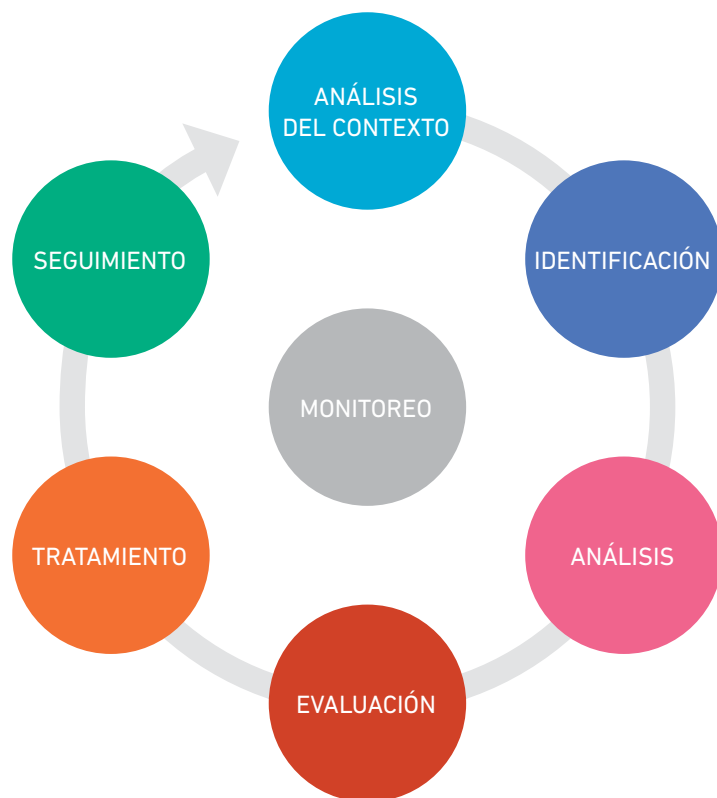 ANÁLISIS
DEL CONTEXTO
IDENTIFICACIÓN
ANÁLISIS
EVALUACIÓN
TRATAMIENTO
SEGUIMIENTO
MONITOREO